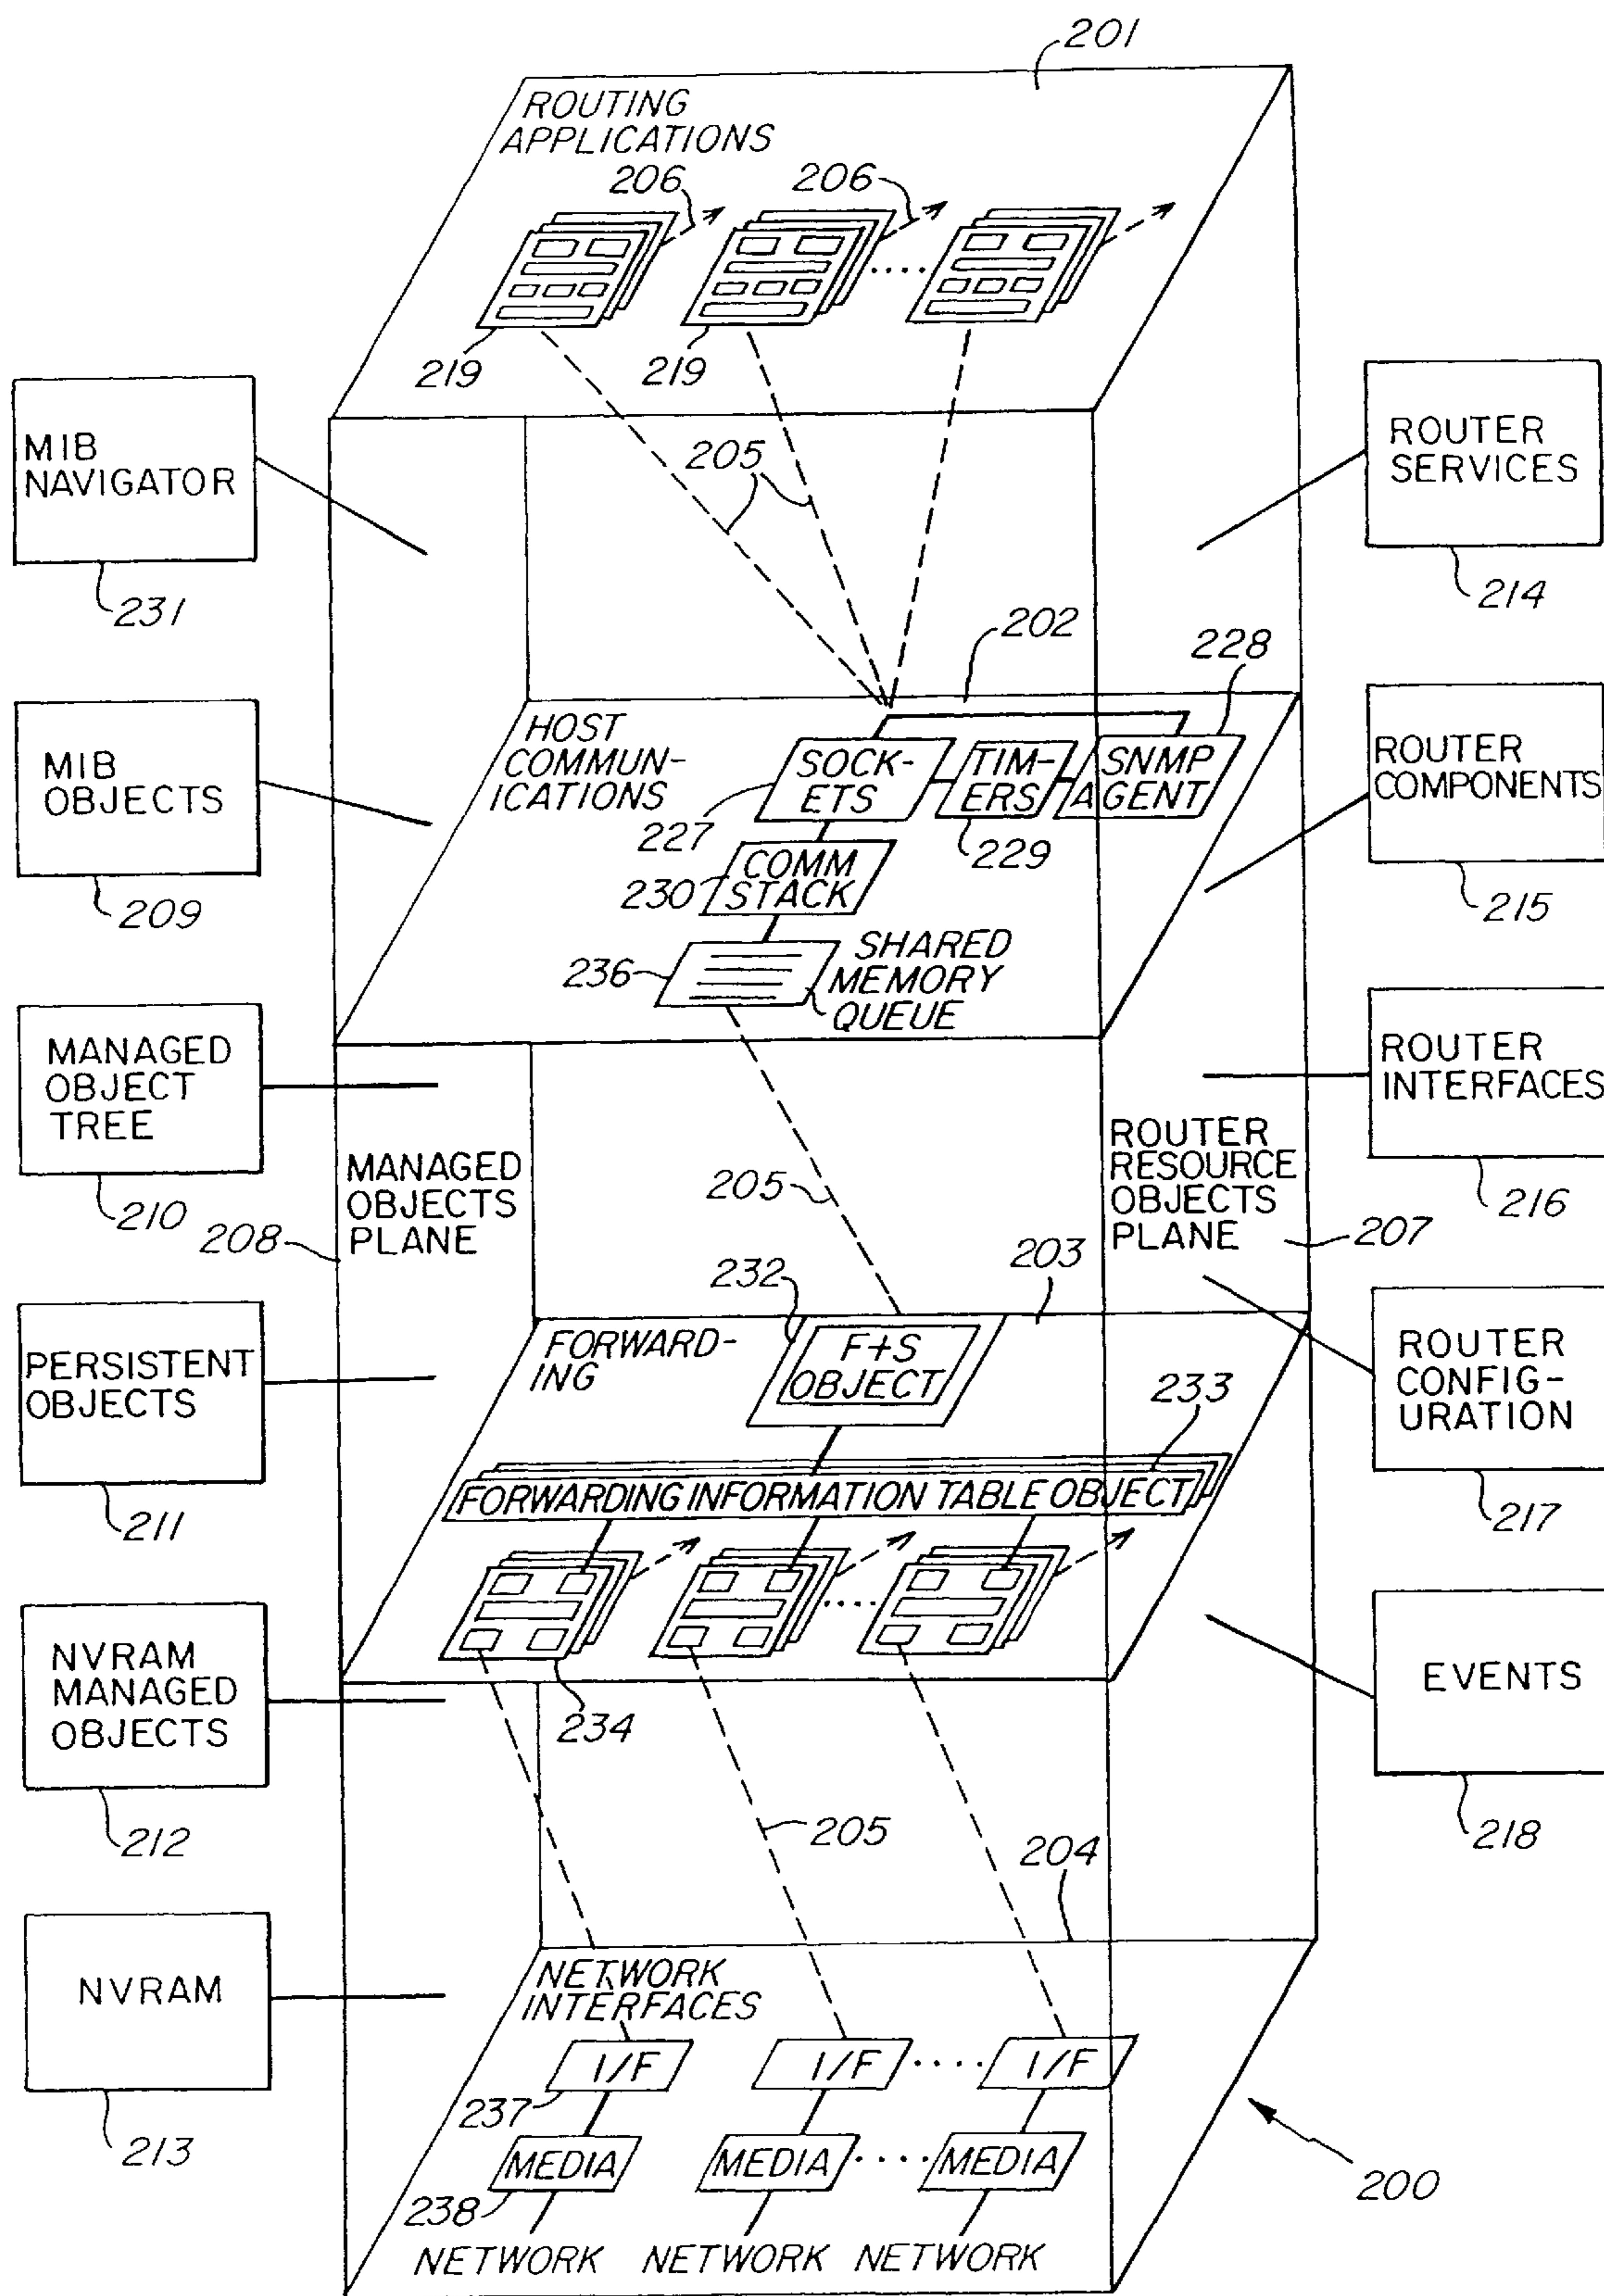 201
ROUTING
APPLICATIONS
206
206
219
219
MIB
NAVIGATOR
231
205
ROUTER
SERVICES
214
202
228
HOST
COMMUN-
ICATIONS
SOCK-
ETS
TIM-
ERS
SNMP
AGENT
227
229
COMM
STACK
230
236
SHARED
MEMORY
QUEUE
MIB
OBJECTS
209
ROUTER
COMPONENTS
215
MANAGED
OBJECT
TREE
210
ROUTER
INTERFACES
216
MANAGED
OBJECTS
PLANE
208
205
ROUTER
RESOURCE
OBJECTS
PLANE
207
232
203
FORWARD-
ING
F+S
OBJECT
233
FORWARDING INFORMATION TABLE OBJECT
PERSISTENT
OBJECTS
211
ROUTER
CONFIG-
URATION
217
234
NVRAM
MANAGED
OBJECTS
212
EVENTS
218
205
204
NVRAM
213
NETWORK
INTERFACES
I/F
I/F
I/F
237
MEDIA
MEDIA
MEDIA
238
200
NETWORK NETWORK NETWORK